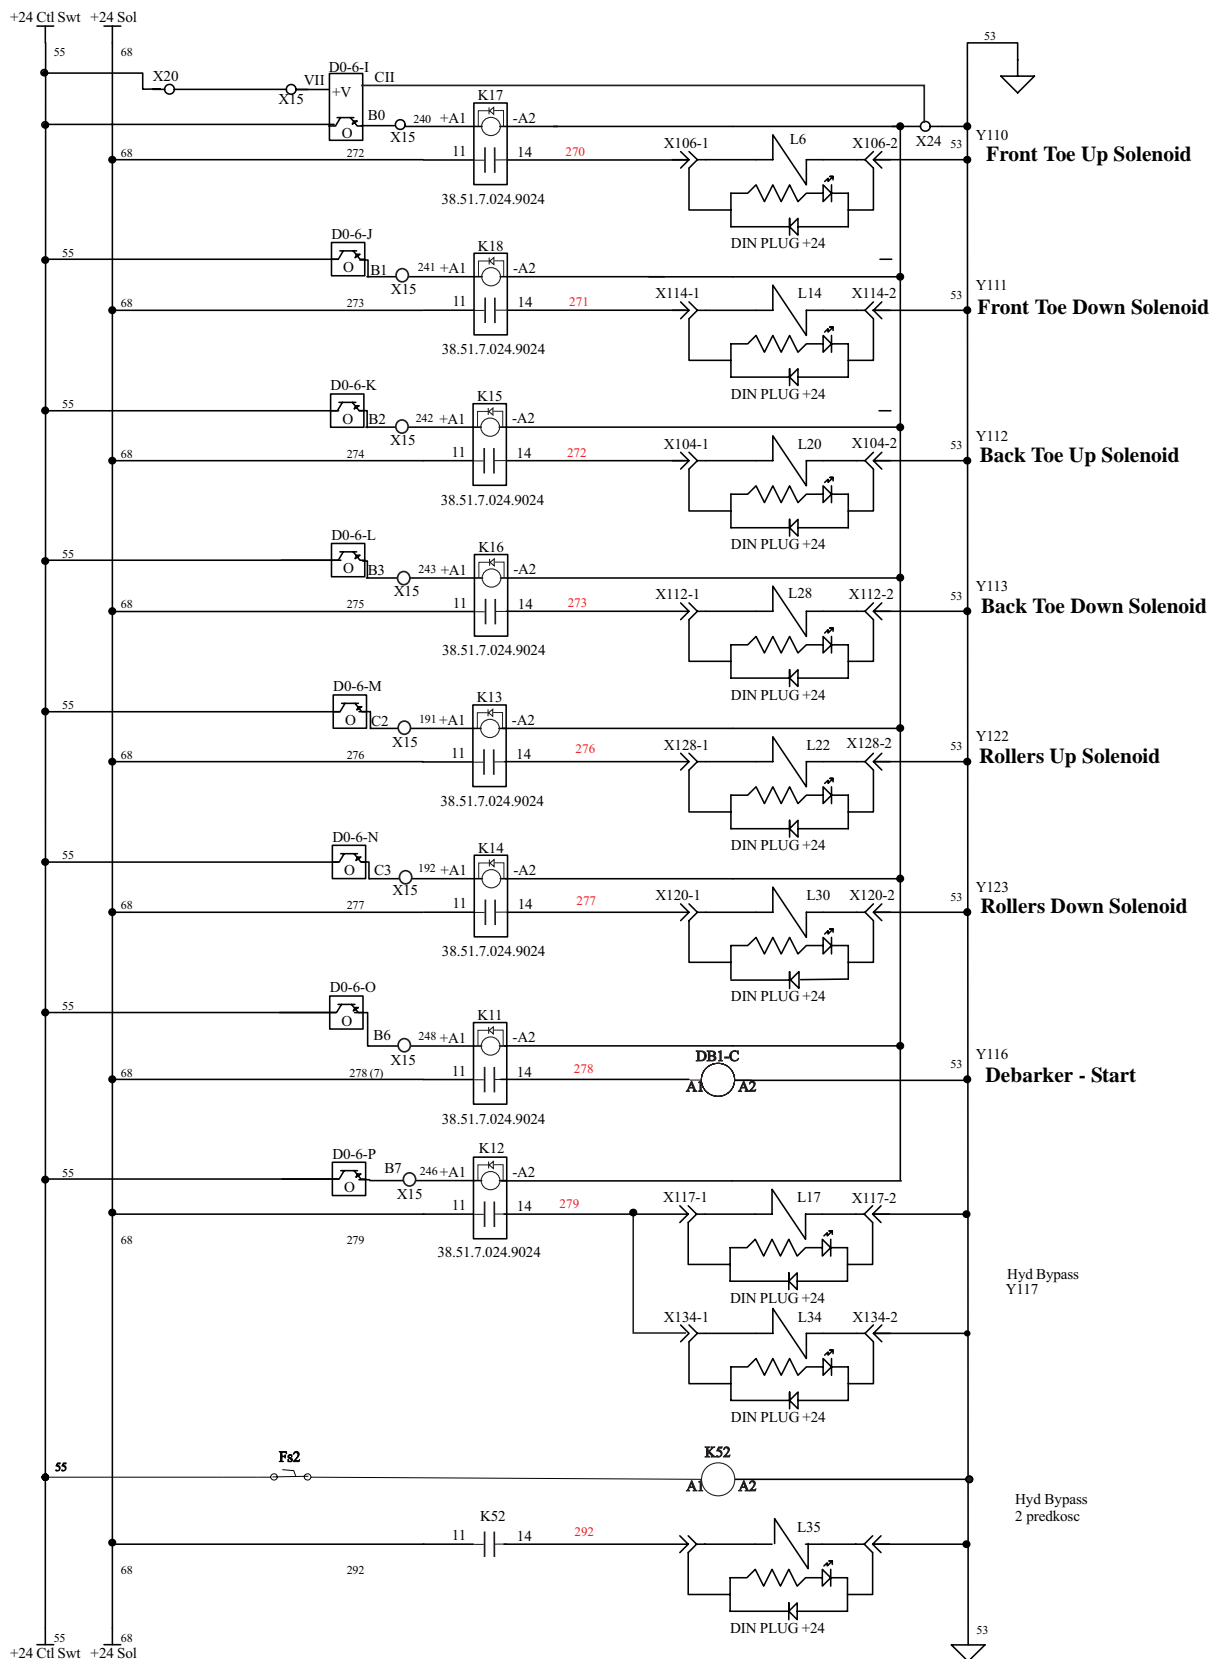 +24 Ctl Swt +24 Sol
55 68 53
X20 VII D0-6-I CII
X15 +V K17
B0 240 +A1 -A2
O X15 X24 Y110
68 272 11 14 270 X106-1 L6 X106-2 53 Front Toe Up Solenoid
38.51.7.024.9024
DIN PLUG +24
D0-6-J K18
55 B1 241 +A1 -A2
O X15 Y111
68 273 11 14 271 X114-1 L14 X114-2 53 Front Toe Down Solenoid
38.51.7.024.9024
DIN PLUG +24
D0-6-K K15
55 B2 242 +A1 -A2
O X15 Y112
68 274 11 14 272 X104-1 L20 X104-2 53 Back Toe Up Solenoid
38.51.7.024.9024
DIN PLUG +24
D0-6-L K16
55 B3 243 +A1 -A2
O X15 Y113
68 275 11 14 273 X112-1 L28 X112-2 53 Back Toe Down Solenoid
38.51.7.024.9024
DIN PLUG +24
D0-6-M K13
55 C2 191 +A1 -A2
O X15 Y122
68 276 11 14 276 X128-1 L22 X128-2 53 Rollers Up Solenoid
38.51.7.024.9024
DIN PLUG +24
D0-6-N K14
55 C3 192 +A1 -A2
O X15 Y123
68 277 11 14 277 X120-1 L30 X120-2 53 Rollers Down Solenoid
38.51.7.024.9024
DIN PLUG +24
D0-6-O K11
55 B6 248 +A1 -A2
O X15 DB1-C Y116
68 278 (7) 11 14 278 A1 A2 53 Debarker - Start
38.51.7.024.9024
D0-6-P K12
55 B7 246 +A1 -A2
O X15
11 14 279 X117-1 L17 X117-2
68 279 38.51.7.024.9024
Hyd Bypass
Y117
DIN PLUG +24
X134-1 L34 X134-2
DIN PLUG +24
55 Fs2 K52
A1 A2
Hyd Bypass
2 predkosc
K52
11 14 292 L35
68 292
DIN PLUG +24
55 68 53
+24 Ctl Swt +24 Sol